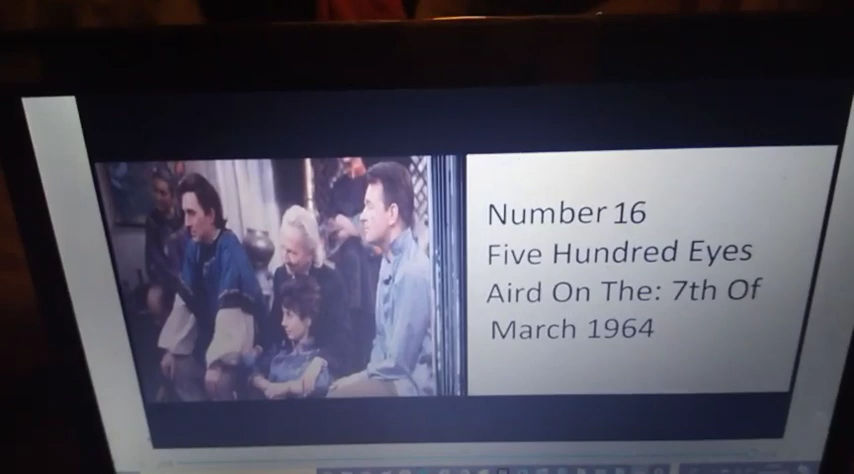 Number 16
Five Hundred Eyes
Aird On The: 7th Of
March 1964